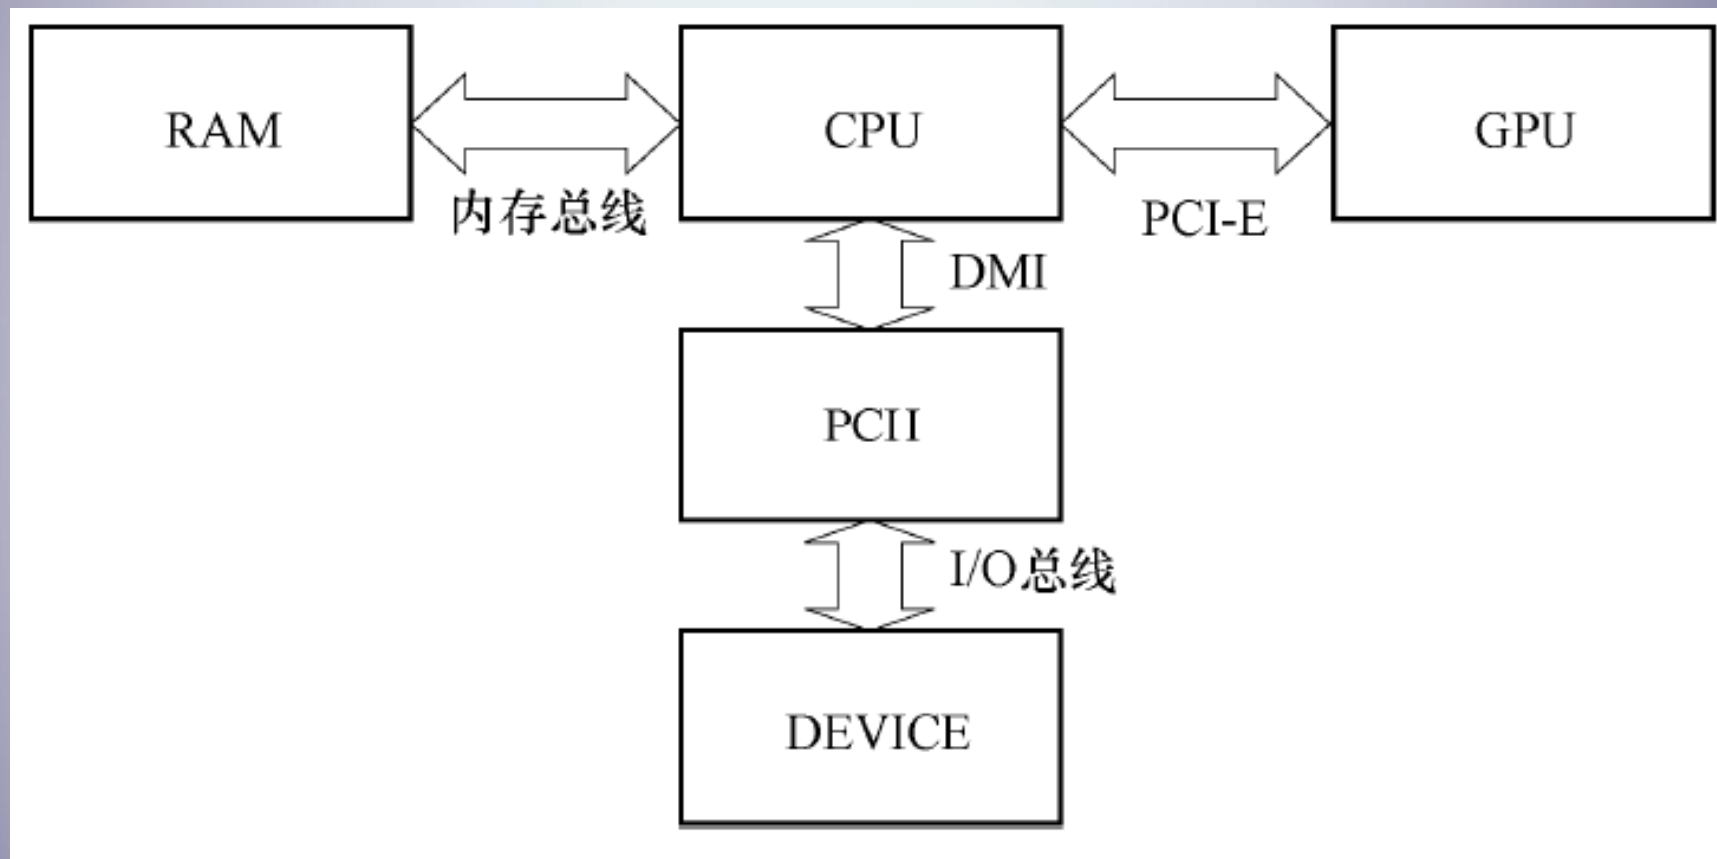 RAM
CPU
GPU
内存总线
PCI-E
DMI
PCII
I/O总线
DEVICE